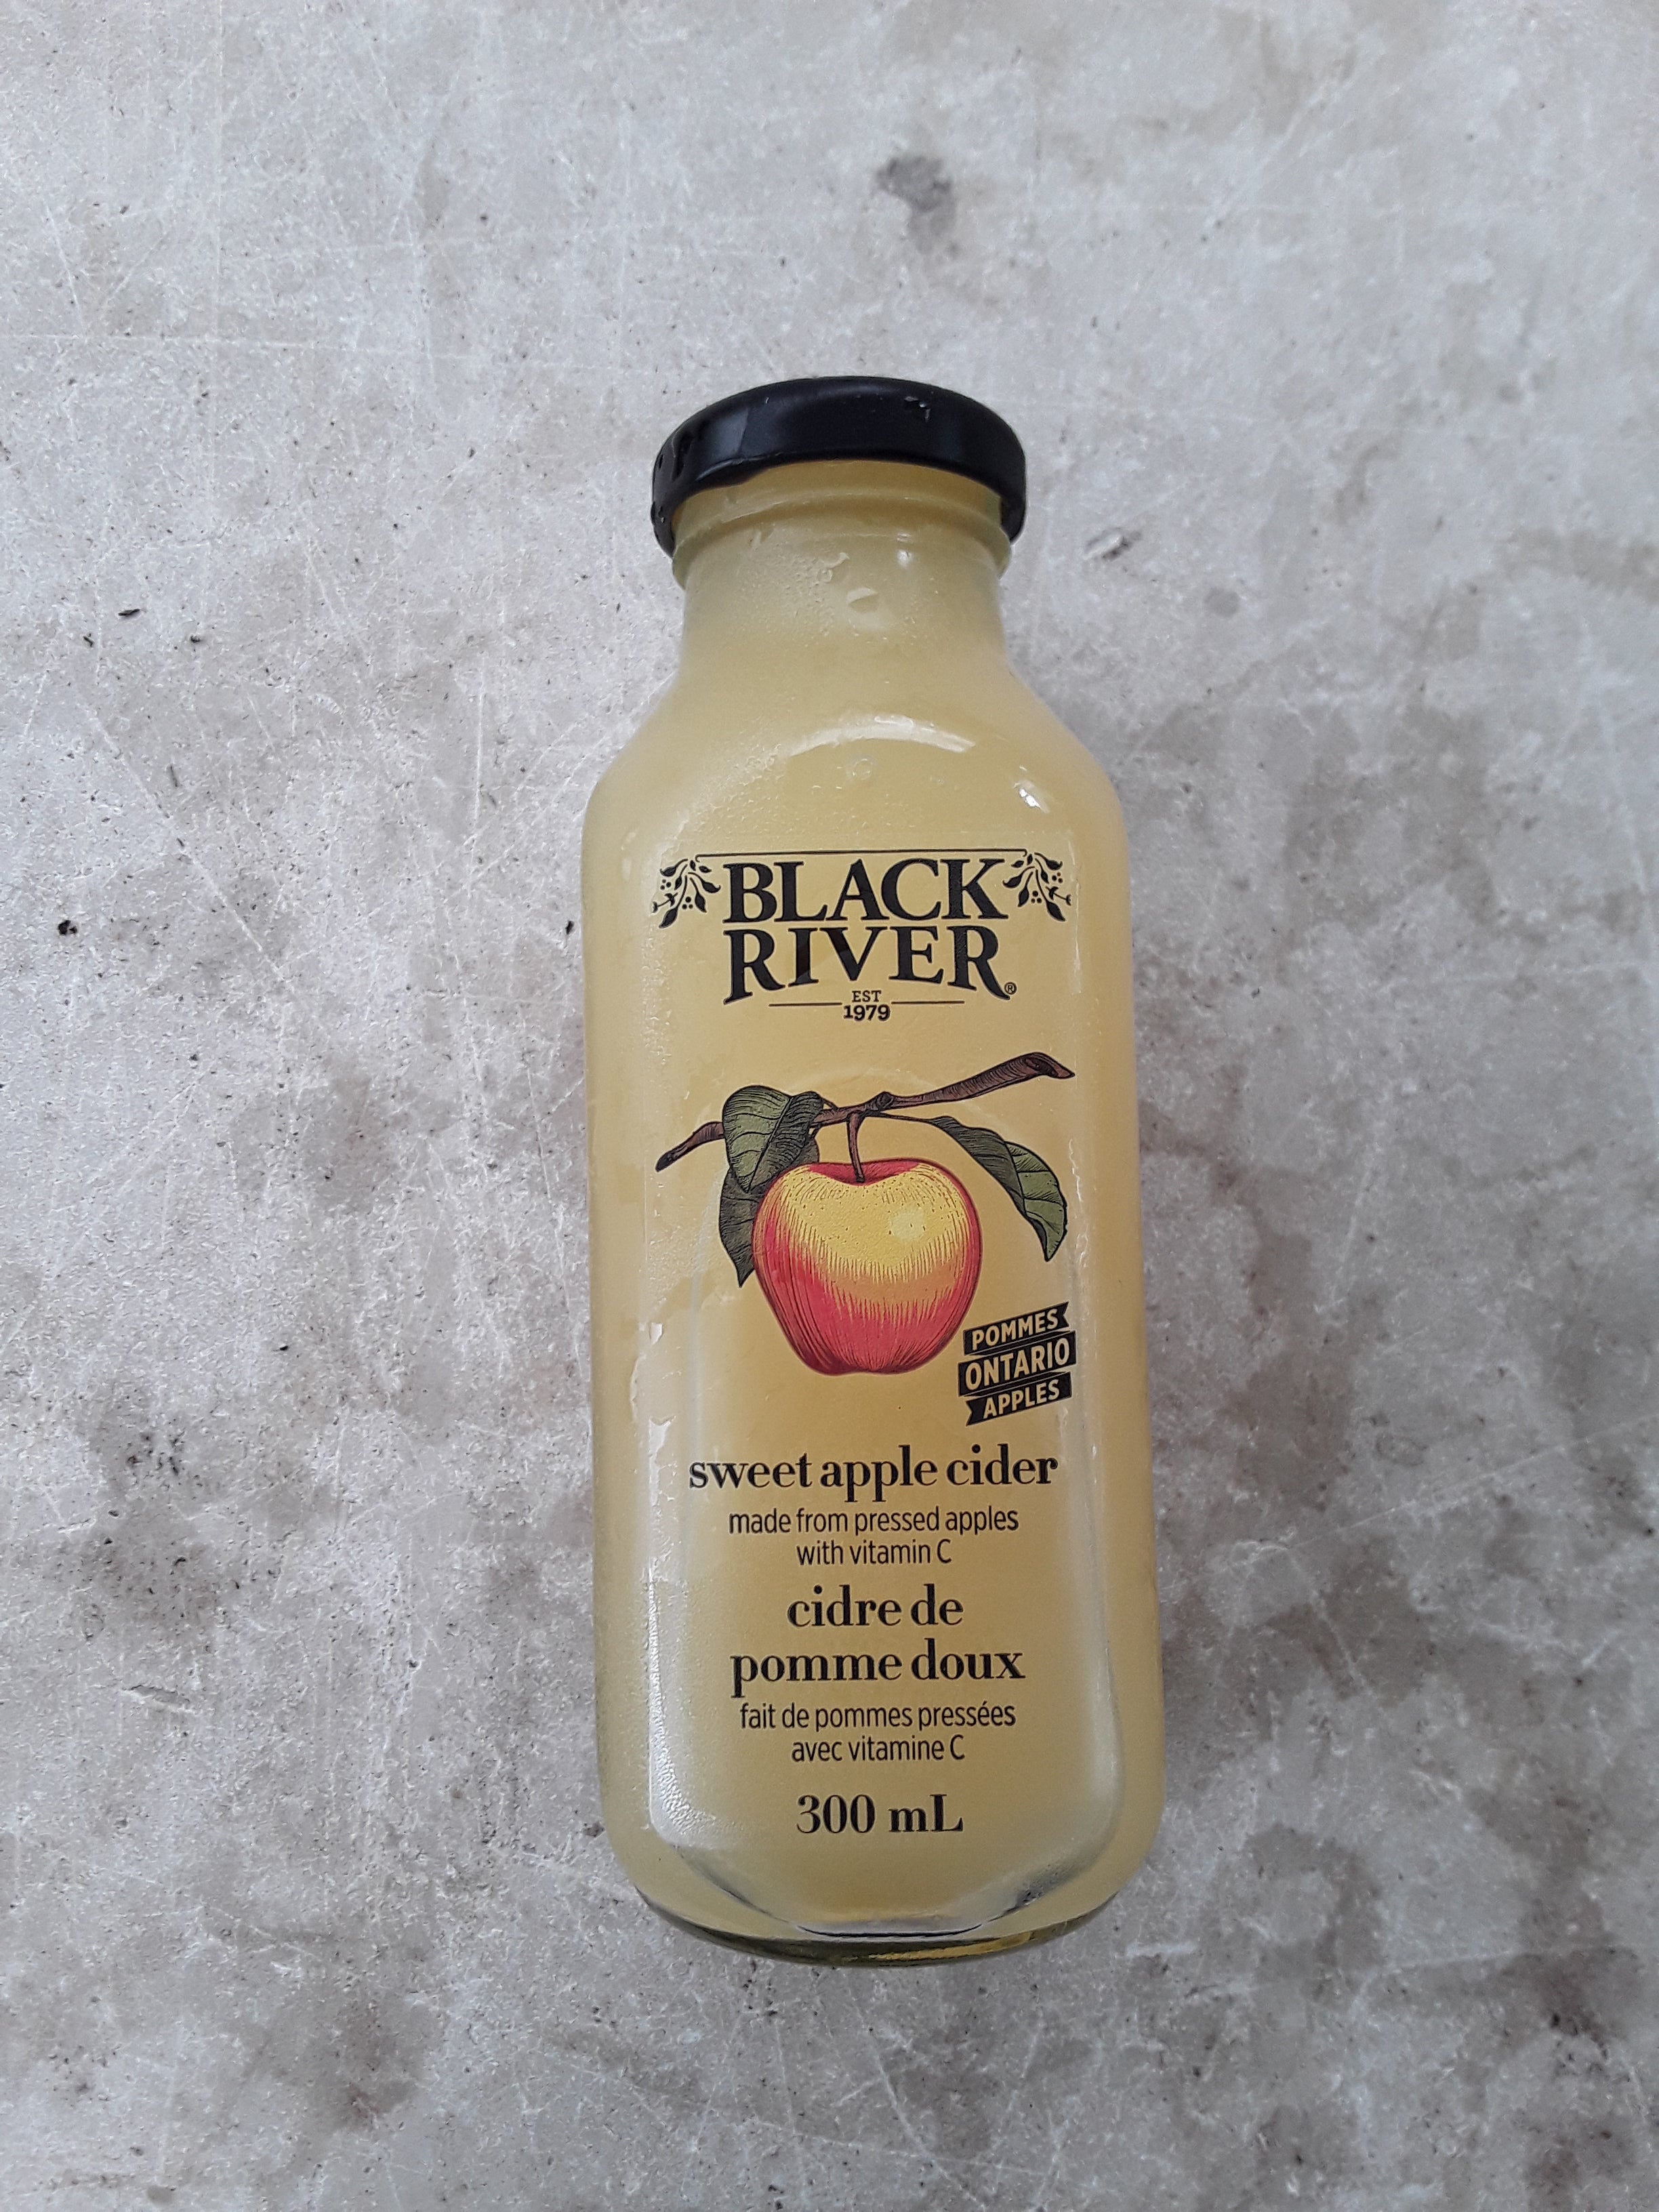 BLACK
RIVER®
EST
1979
POMMES
ONTARIO
APPLES
sweet apple cider
made from pressed apples
with vitamin C
cidre de
pomme doux
fait de pommes pressées
avec vitamine C
300 mL